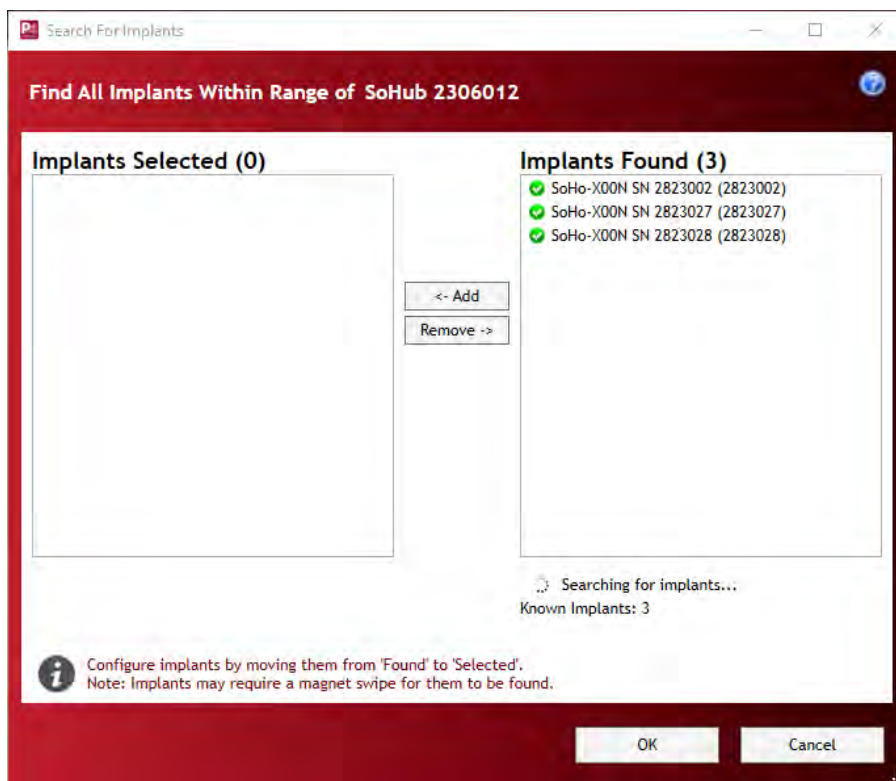 Search For Implants
Find All Implants Within Range of SoHub 2306012
Implants Selected (0)
Implants Found (3)
SoHo-X00N SN 2823002 (2823002)
SoHo-X00N SN 2823027 (2823027)
SoHo-X00N SN 2823028 (2823028)
<- Add
Remove ->
Searching for implants...
Known Implants: 3
Configure implants by moving them from 'Found' to 'Selected'.
Note: Implants may require a magnet swipe for them to be found.
OK
Cancel